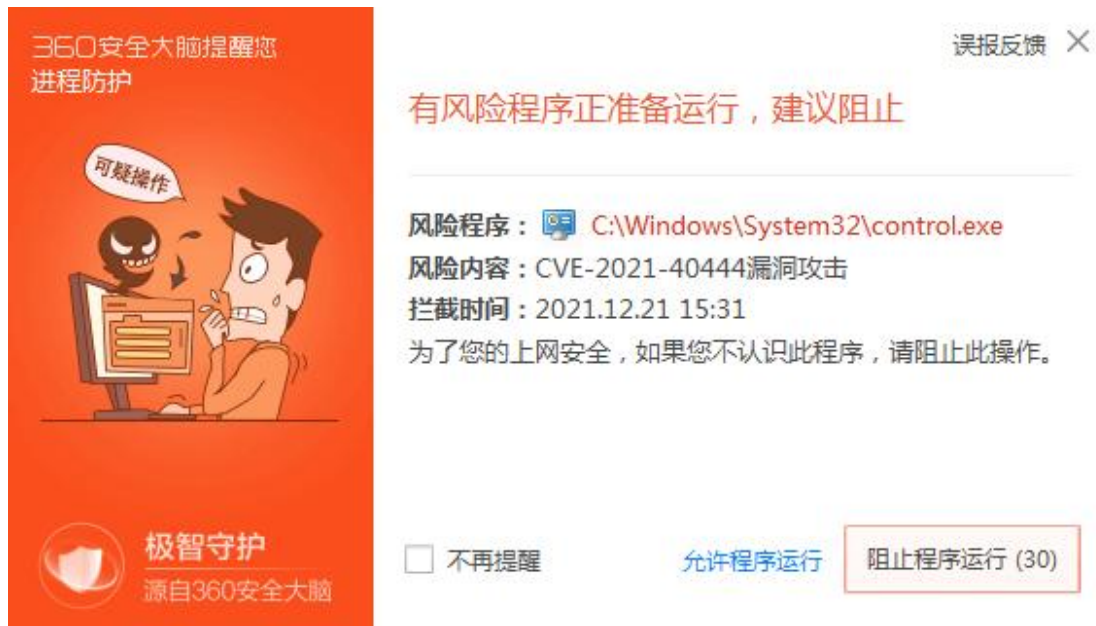 360安全大脑提醒您
进程防护
可疑操作
极智守护
源自360安全大脑
误报反馈
有风险程序正准备运行，建议阻止
风险程序： C:\Windows\System32\control.exe
风险内容：CVE-2021-40444漏洞攻击
拦截时间：2021.12.21 15:31
为了您的上网安全，如果您不认识此程序，请阻止此操作。
不再提醒
允许程序运行
阻止程序运行 (30)